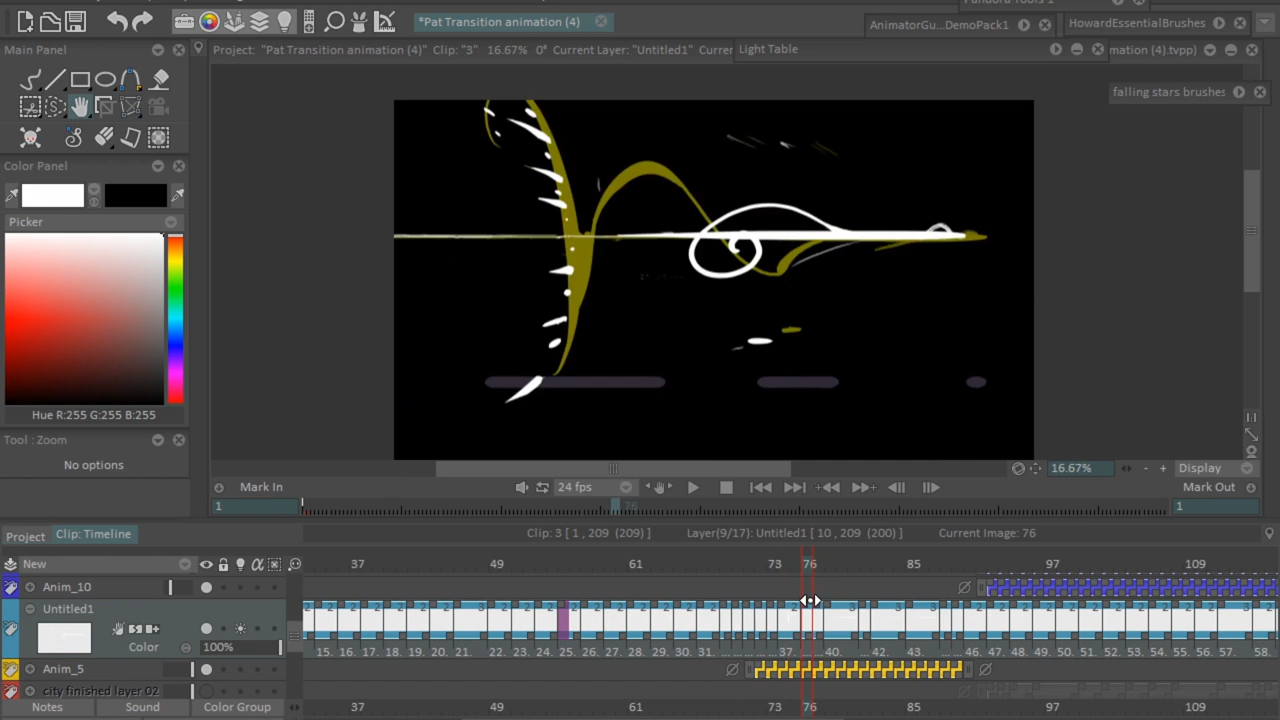 Pandora Tools 1
*Pat Transition animation (4)
AnimatorGu...DemoPack1
HowardEssentialBrushes
Main Panel
Project: "Pat Transition animation (4)" Clip: "3" 16.67% 0° Current Layer: "Untitled1" Currer
Light Table
mation (4).tvpp)
falling stars brushes
Color Panel
Picker
Hue R:255 G:255 B:255
Tool : Zoom
No options
16.67%
Display
Mark In
24 fps
Mark Out
1
76
1
Project
Clip: Timeline
Clip: 3 [ 1 , 209 (209) ]
Layer(9/17): Untitled1 [ 10 , 209 (200) ]
Current Image: 76
New
37 49 61 73 76 85 97 109
Anim_10
Untitled1
Color 100%
15. 16. 17. 18. 19. 20. 21. 22. 23. 24. 25. 26. 27. 28. 29. 30. 31. ... 37. ... 40. ... 42. 43. ... 46. 47. 48. 49. 50. 51. 52. 53. 54. 55. 56. 57. 58.
Anim_5
city finished layer 02
Notes Sound Color Group
37 49 61 73 76 85 97 109